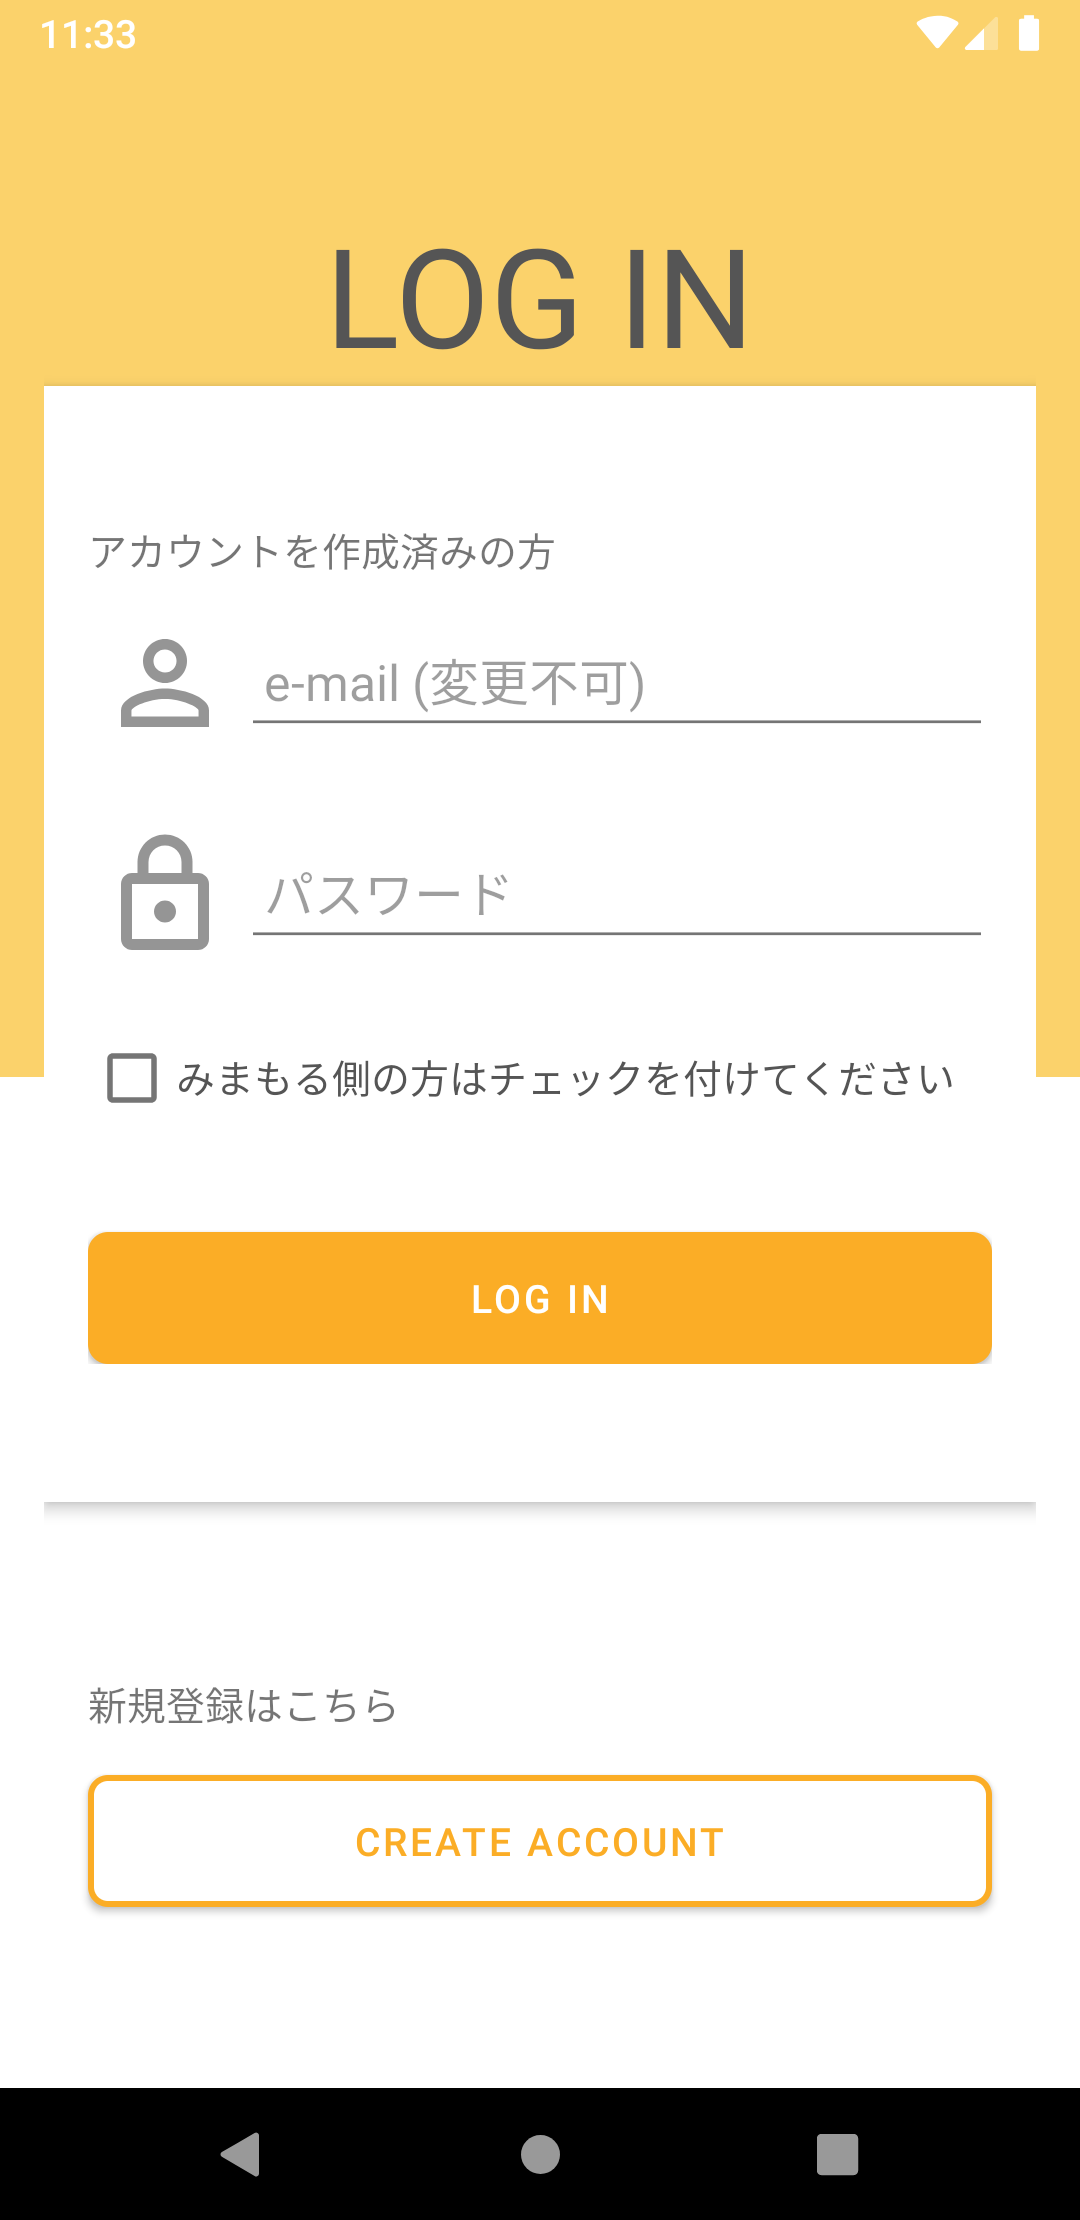 11:33
LOG IN
アカウントを作成済みの方
e-mail (変更不可)
パスワード
みまもる側の方はチェックを付けてください
LOG IN
新規登録はこちら
CREATE ACCOUNT